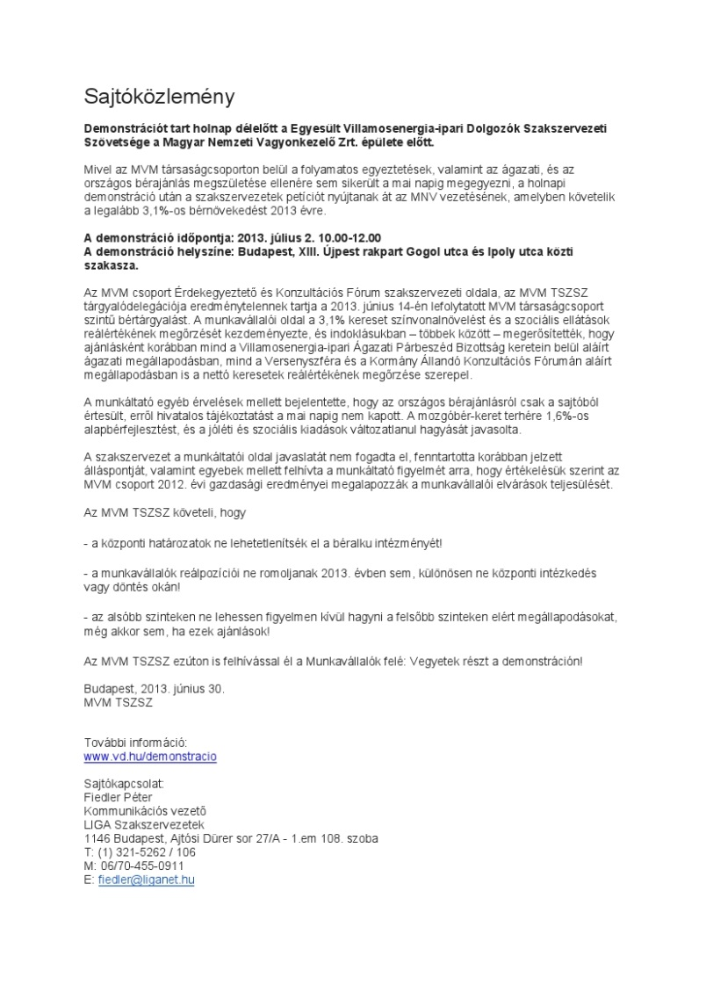 Sajtóközlemény
Demonstrációt tart holnap délelőtt a Egyesült Villamosenergia-ipari Dolgozók Szakszervezeti
Szövetsége a Magyar Nemzeti Vagyonkezelő Zrt. épülete előtt.
Mivel az MVM társaságcsoporton belül a folyamatos egyeztetések, valamint az ágazati, és az
országos bérajánlás megszületése ellenére sem sikerült a mai napig megegyezni, a holnapi
demonstráció után a szakszervezetek petíciót nyújtanak át az MNV vezetésének, amelyben követelik
a legalább 3,1%-os bérnövekedést 2013 évre.
A demonstráció időpontja: 2013. július 2. 10.00-12.00
A demonstráció helyszíne: Budapest, XIII. Újpest rakpart Gogol utca és Ipoly utca közti
szakasza.
Az MVM csoport Érdekegyeztető és Konzultációs Fórum szakszervezeti oldala, az MVM TSZSZ
tárgyalódelegációja eredménytelennek tartja a 2013. június 14-én lefolytatott MVM társaságcsoport
szintű bértárgyalást. A munkavállalói oldal a 3,1% kereset színvonalnövelést és a szociális ellátások
reálértékének megőrzését kezdeményezte, és indoklásukban – többek között – megerősítették, hogy
ajánlásként korábban mind a Villamosenergia-ipari Ágazati Párbeszéd Bizottság keretein belül aláírt
ágazati megállapodásban, mind a Versenyszféra és a Kormány Állandó Konzultációs Fórumán aláírt
megállapodásban is a nettó keresetek reálértékének megőrzése szerepel.
A munkáltató egyéb érvelések mellett bejelentette, hogy az országos bérajánlásról csak a sajtóból
értesült, erről hivatalos tájékoztatást a mai napig nem kapott. A mozgóbér-keret terhére 1,6%-os
alapbérfejlesztést, és a jóléti és szociális kiadások változatlanul hagyását javasolta.
A szakszervezet a munkáltatói oldal javaslatát nem fogadta el, fenntartotta korábban jelzett
álláspontját, valamint egyebek mellett felhívta a munkáltató figyelmét arra, hogy értékelésük szerint az
MVM csoport 2012. évi gazdasági eredményei megalapozzák a munkavállalói elvárások teljesülését.
Az MVM TSZSZ követeli, hogy
- a központi határozatok ne lehetetlenítsék el a béralku intézményét!
- a munkavállalók reálpozíciói ne romoljanak 2013. évben sem, különösen ne központi intézkedés
vagy döntés okán!
- az alsóbb szinteken ne lehessen figyelmen kívül hagyni a felsőbb szinteken elért megállapodásokat,
még akkor sem, ha ezek ajánlások!
Az MVM TSZSZ ezúton is felhívással él a Munkavállalók felé: Vegyetek részt a demonstráción!
Budapest, 2013. június 30.
MVM TSZSZ
További információ:
www.vd.hu/demonstracio
Sajtókapcsolat:
Fiedler Péter
Kommunikációs vezető
LIGA Szakszervezetek
1146 Budapest, Ajtósi Dürer sor 27/A - 1.em 108. szoba
T: (1) 321-5262 / 106
M: 06/70-455-0911
E: fiedler@liganet.hu